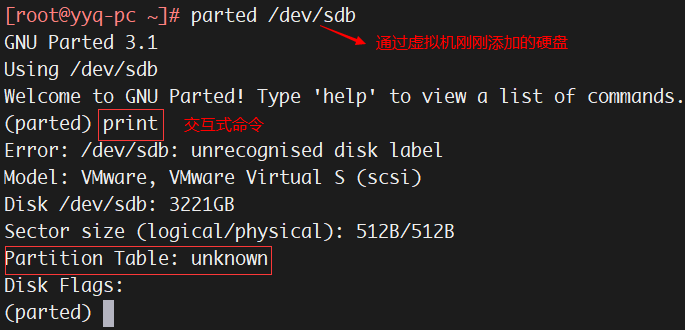 [root@yyq-pc ~]# parted /dev/sdb
GNU Parted 3.1
通过虚拟机刚刚添加的硬盘
Using /dev/sdb
Welcome to GNU Parted! Type 'help' to view a list of commands.
(parted) print 交互式命令
Error: /dev/sdb: unrecognised disk label
Model: VMware, VMware Virtual S (scsi)
Disk /dev/sdb: 3221GB
Sector size (logical/physical): 512B/512B
Partition Table: unknown
Disk Flags:
(parted)